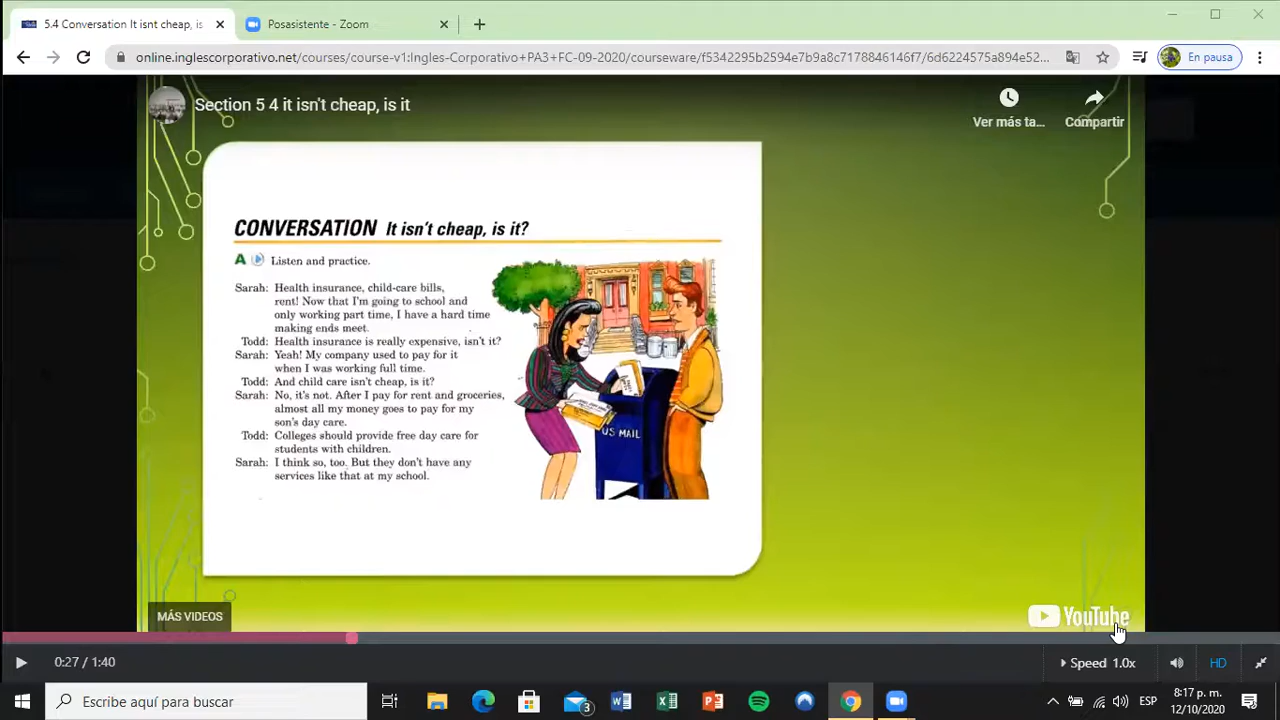 5.4 Conversation It isnt cheap, is
Posasistente - Zoom
online.inglescorporativo.net/courses/course-v1:Ingles-Corporativo+PA3+FC-09-2020/courseware/f5342295b2594e7b9a8c7178846146f7/6d6224575a894ec52...
En pausa
Section 5 4 it isn't cheap, is it
Ver más ta...
Compartir
CONVERSATION It isn't cheap, is it?
A Listen and practice.
Sarah: Health insurance, child-care bills,
rent! Now that I'm going to school and
only working part time, I have a hard time
making ends meet.
Todd: Health insurance is really expensive, isn't it?
Sarah: Yeah! My company used to pay for it
when I was working full time.
Todd: And child care isn't cheap, is it?
Sarah: No, it's not. After I pay for rent and groceries,
almost all my money goes to pay for my
son's day care.
Todd: Colleges should provide free day care for
students with children.
Sarah: I think so, too. But they don't have any
services like that at my school.
US MAIL
MÁS VIDEOS
YouTube
0:27 / 1:40
Speed 1.0x
HD
Escribe aquí para buscar
3
ESP
8:17 p. m.
12/10/2020